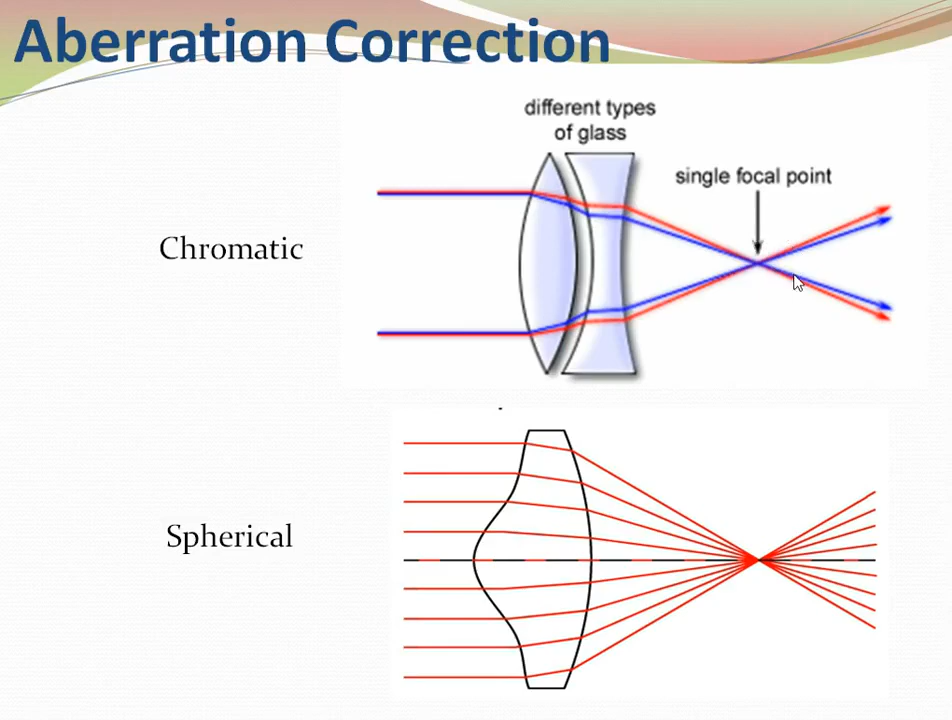 Aberration Correction
different types
of glass
single focal point
Chromatic
Spherical